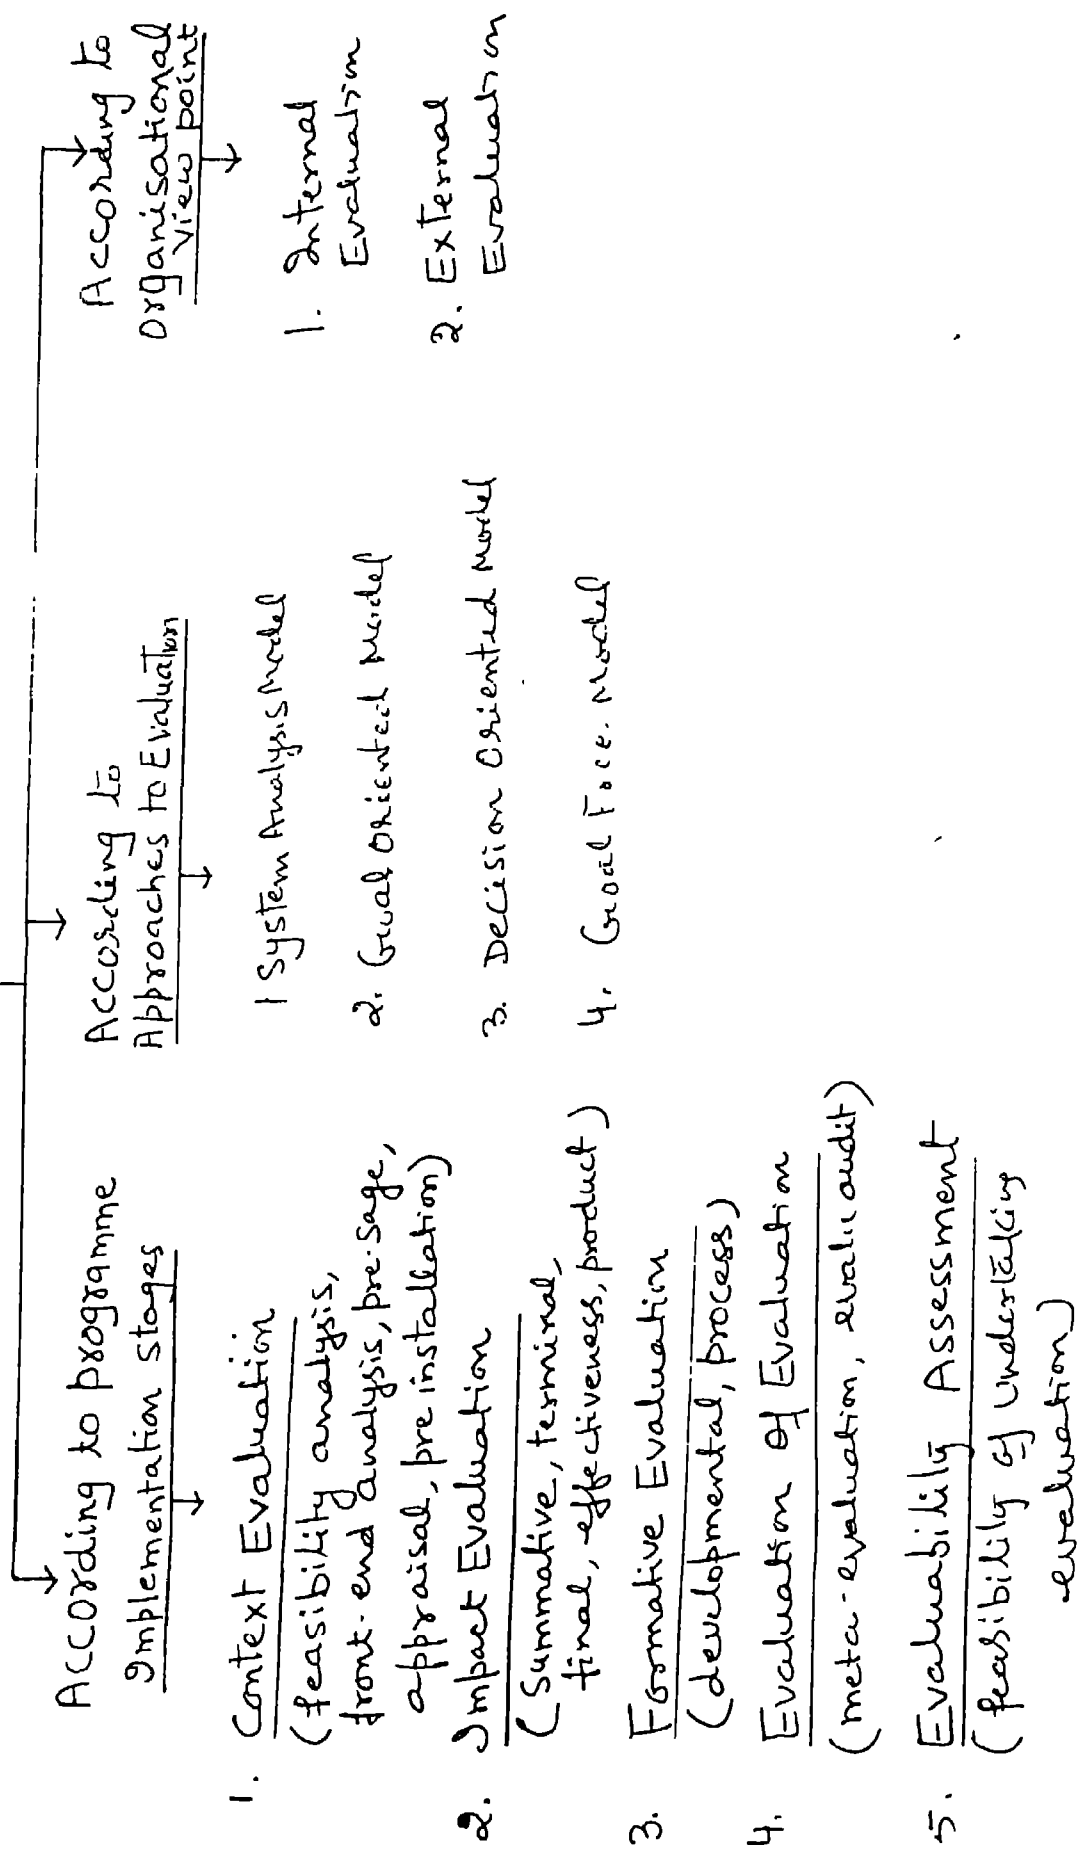 According to programme
Implementation stages
1. Context Evaluation
(feasibility analysis,
front-end analysis, pre-sage,
appraisal, pre installation)
2. Impact Evaluation
(Summative, terminal,
final, effectiveness, product)
3. Formative Evaluation
(developmental, process)
4. Evaluation of Evaluation
(meta-evaluation, evalu audit)
5. Evaluability Assessment
(feasibility of undertaking
evaluation)
According to
Approaches to Evaluation
1 System Analysis Model
2. Goal Oriented Model
3. Decision Oriented Model
4. Goal Free Model
According to
organisational
view point
1. Internal
Evaluation
2. External
Evaluation